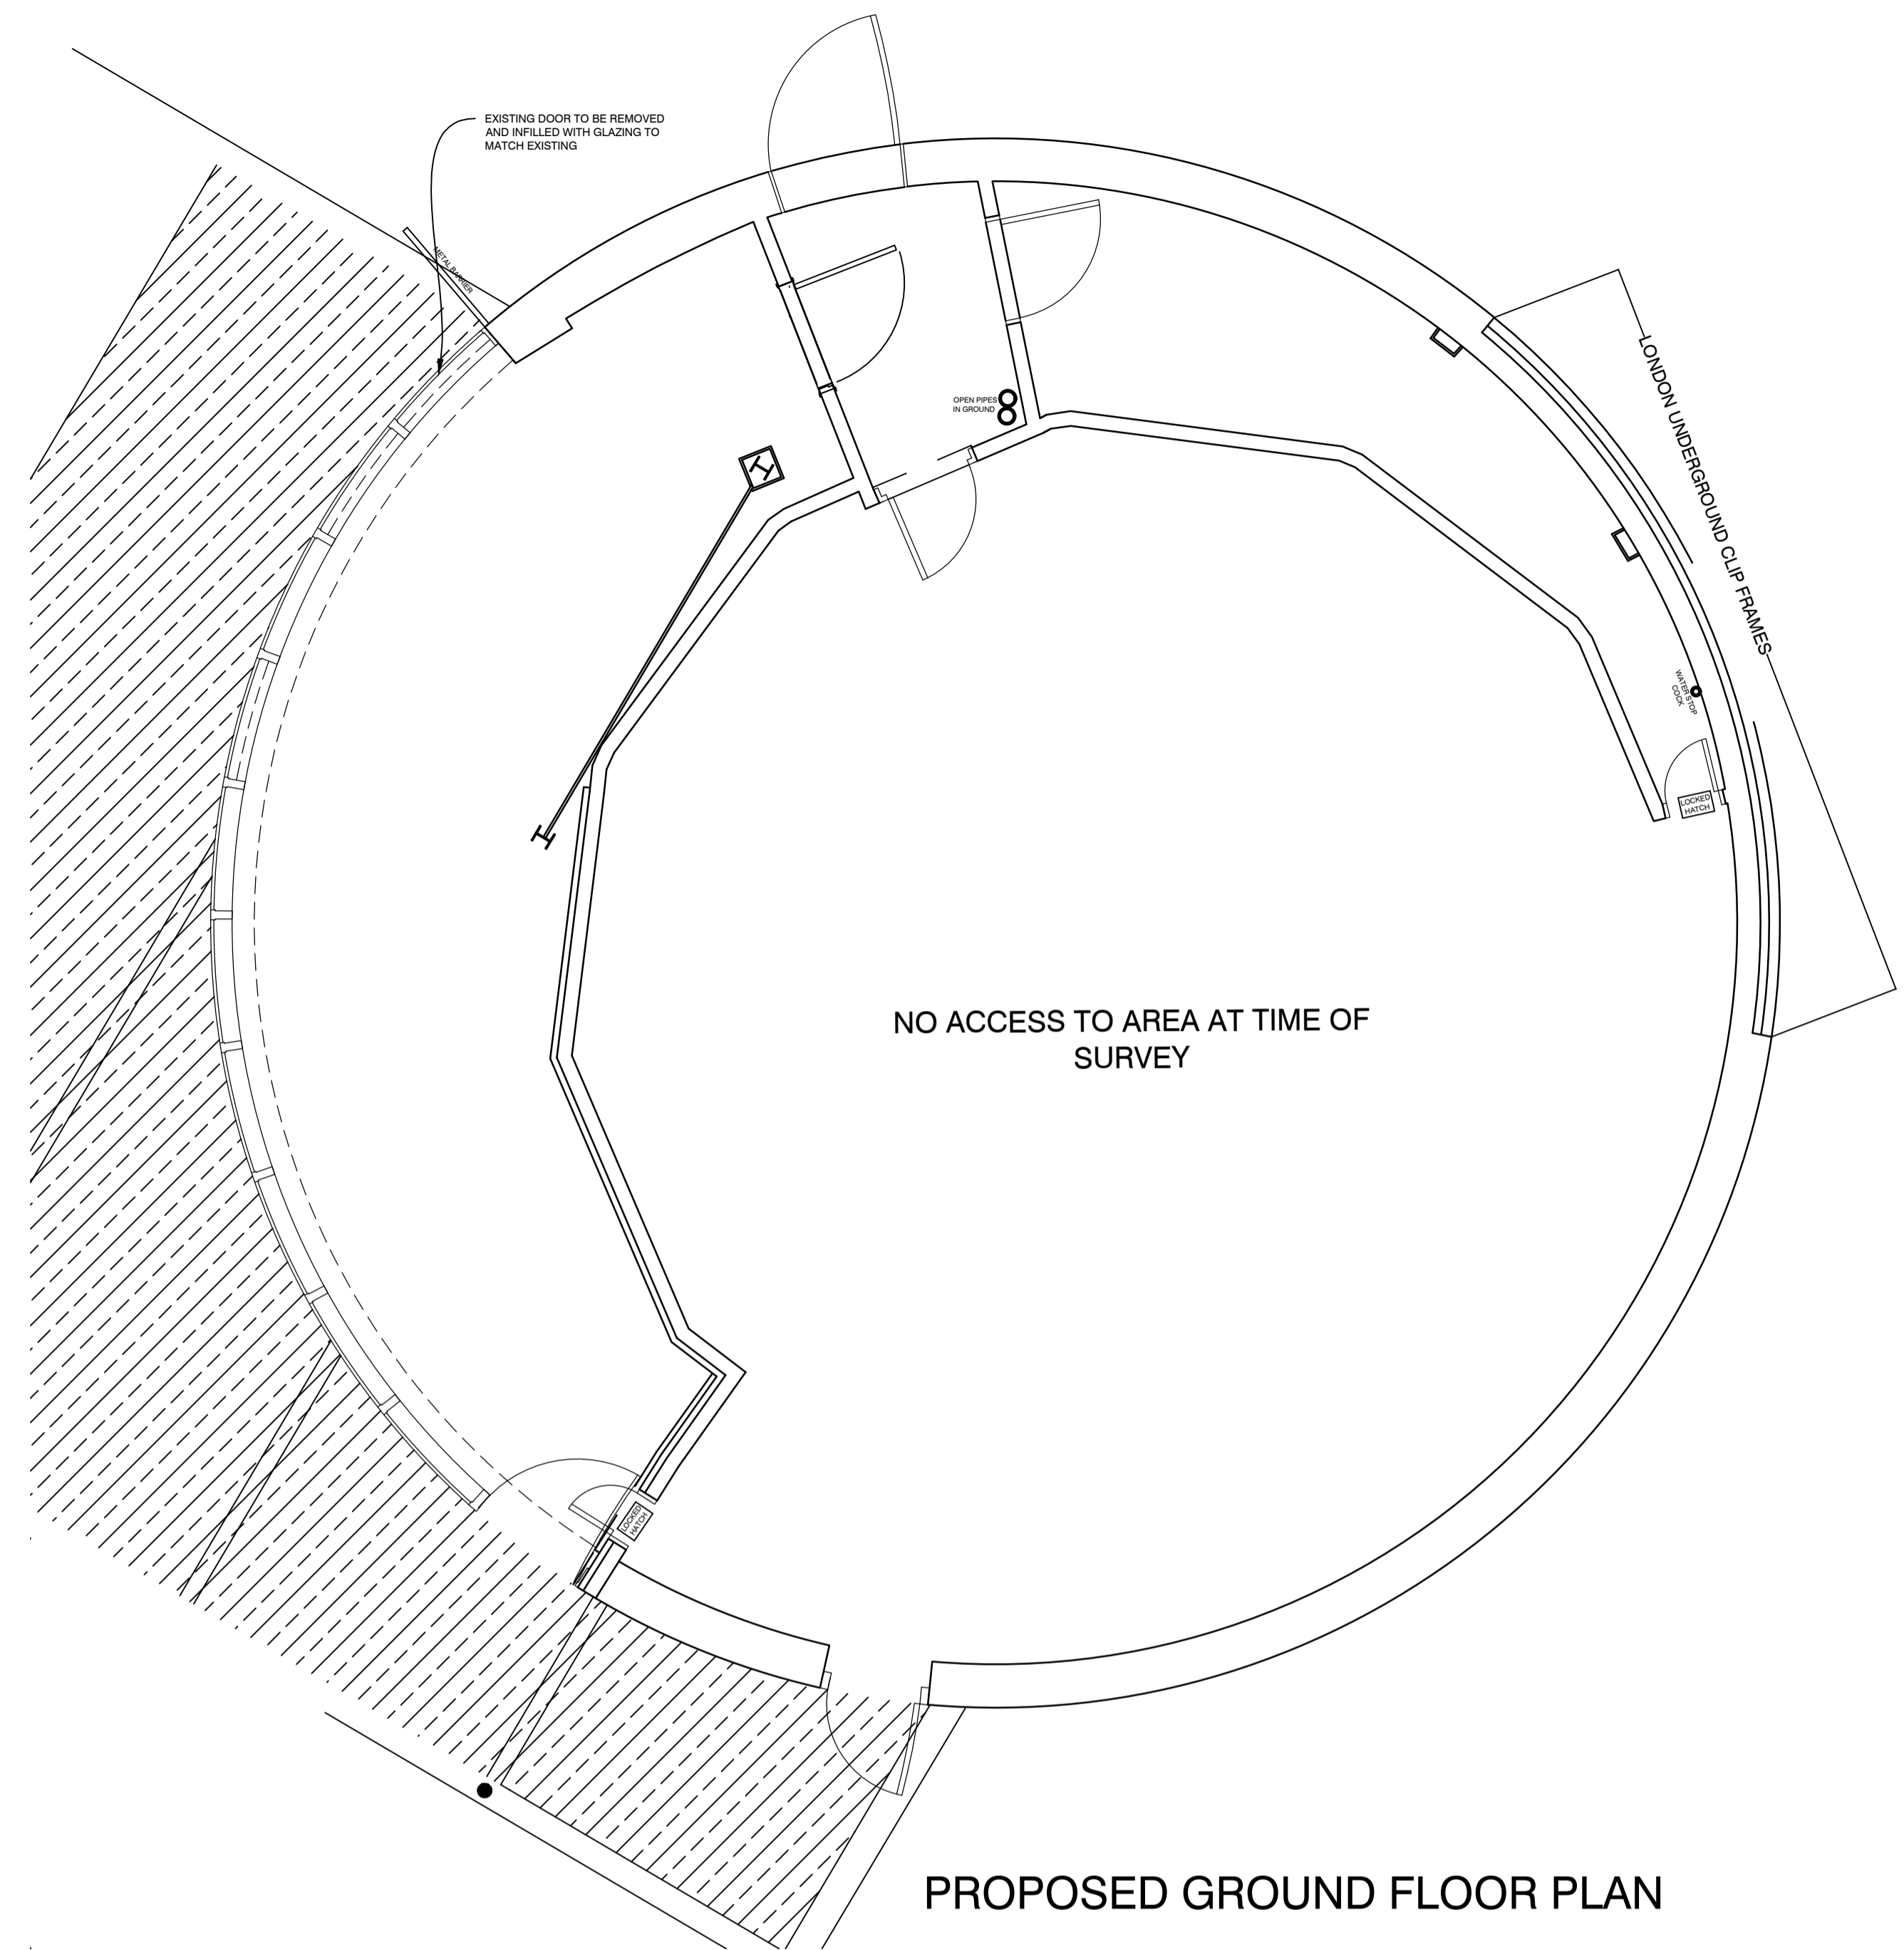 EXISTING DOOR TO BE REMOVED
AND INFILLED WITH GLAZING TO
MATCH EXISTING
METAL BARRIER
OPEN PIPES
IN GROUND
LONDON UNDERGROUND CLIP FRAMES
WATER STOP
COCK
LOCKED
HATCH
NO ACCESS TO AREA AT TIME OF
SURVEY
LOCKED
HATCH
PROPOSED GROUND FLOOR PLAN